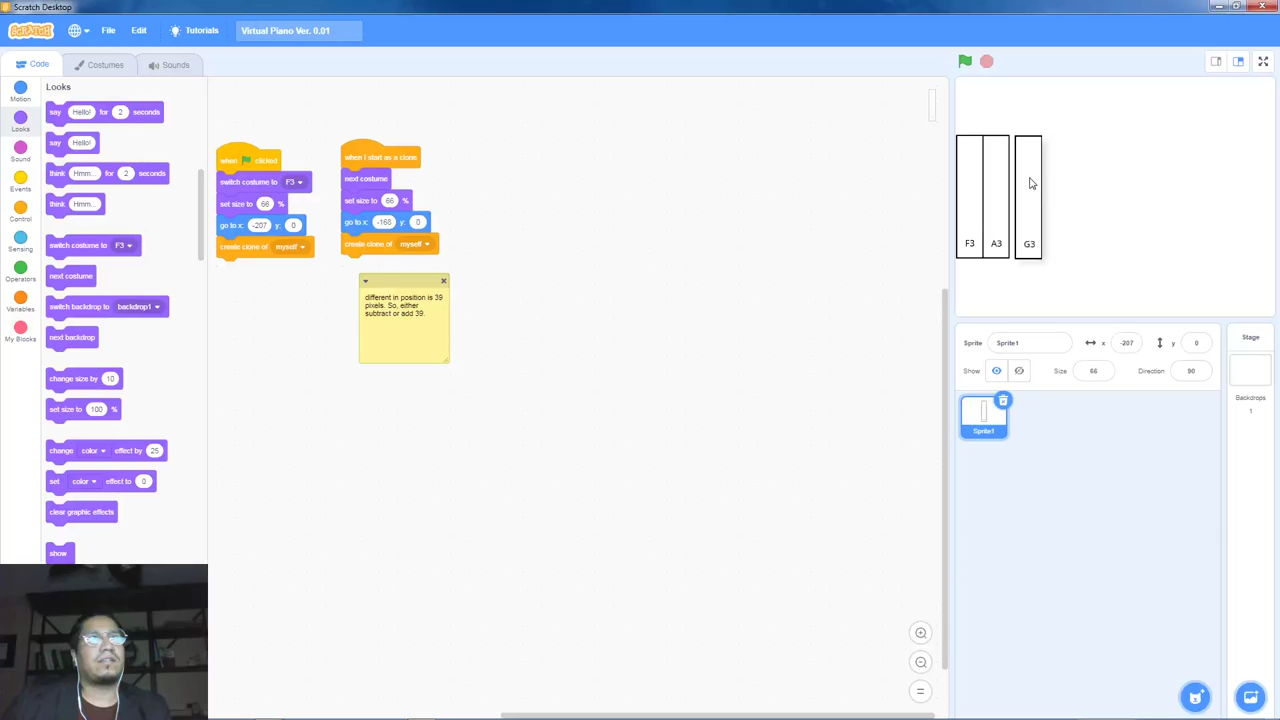 Scratch Desktop
SCRATCH
File
Edit
Tutorials
Virtual Piano Ver. 0.01
Code
Costumes
Sounds
Motion
Looks
Sound
Events
Control
Sensing
Operators
Variables
My Blocks
Looks
say Hello! for 2 seconds
say Hello!
think Hmm... for 2 seconds
think Hmm...
switch costume to F3
next costume
switch backdrop to backdrop1
next backdrop
change size by 10
set size to 100 %
change color effect by 25
set color effect to 0
clear graphic effects
show
when clicked
switch costume to F3
set size to 66 %
go to x: -207 y: 0
create clone of myself
when I start as a clone
next costume
set size to 66 %
go to x: -168 y: 0
create clone of myself
different in position is 39
pixels. So, either
subtract or add 39.
F3 A3 G3
Sprite Sprite1 x -207 y 0
Show Size 66 Direction 90
Sprite1
Stage
Backdrops
1